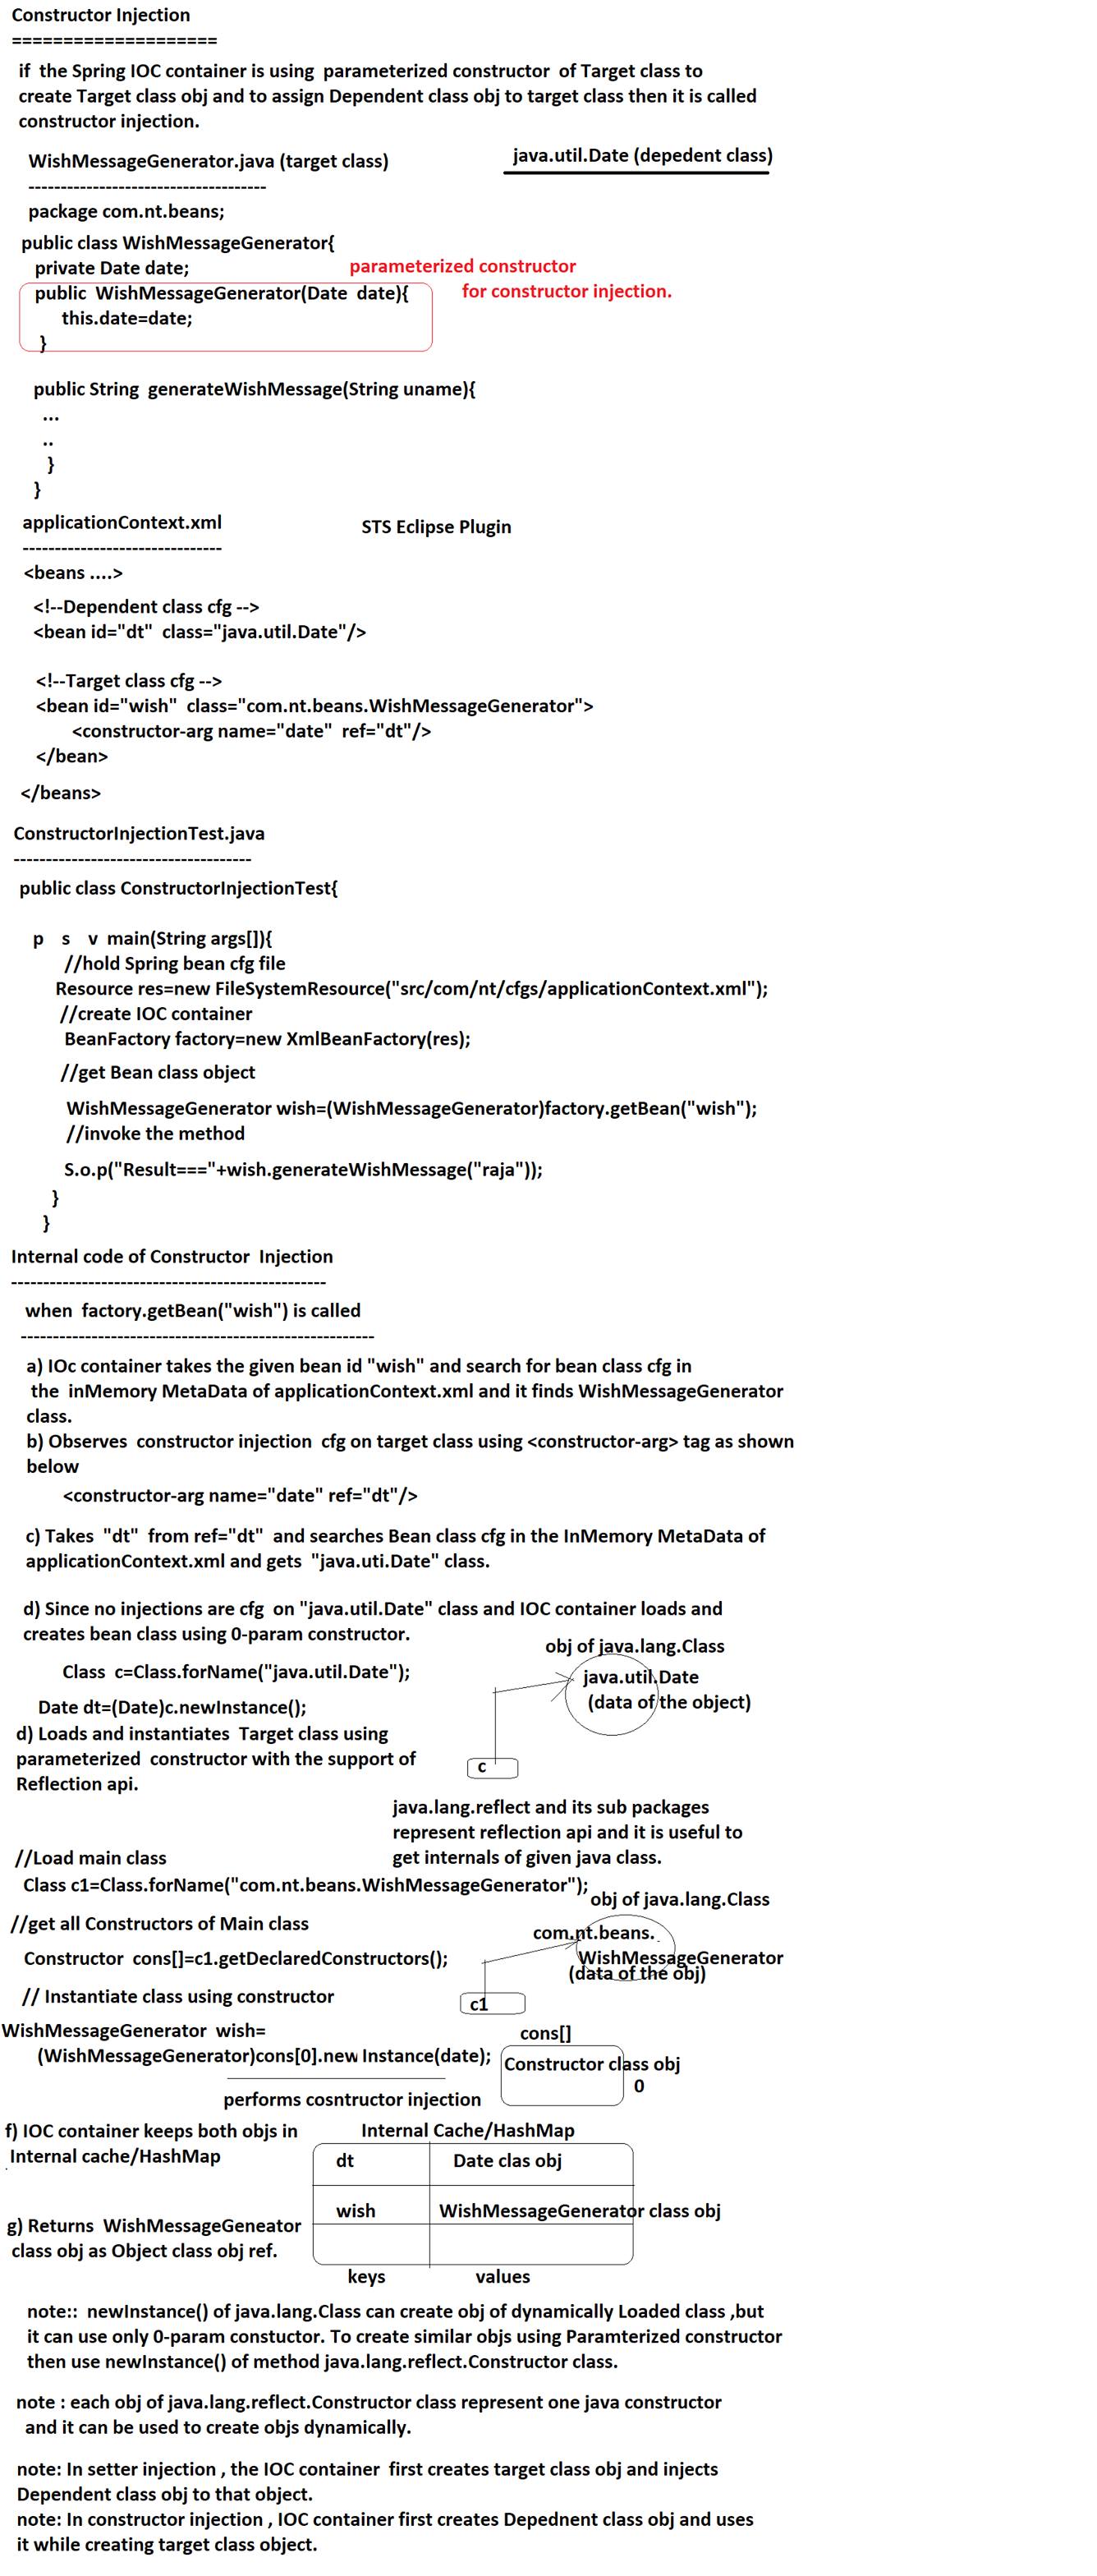 Constructor Injection
====================
if the Spring IOC container is using parameterized constructor of Target class to
create Target class obj and to assign Dependent class obj to target class then it is called
constructor injection.
WishMessageGenerator.java (target class)
java.util.Date (depedent class)
-------------------------------------
package com.nt.beans;
public class WishMessageGenerator{
private Date date;
parameterized constructor
for constructor injection.
public WishMessageGenerator(Date date){
this.date=date;
}
public String generateWishMessage(String uname){
...
..
}
}
applicationContext.xml
STS Eclipse Plugin
-------------------------------
<beans ....>
<!--Dependent class cfg -->
<bean id="dt" class="java.util.Date"/>
<!--Target class cfg -->
<bean id="wish" class="com.nt.beans.WishMessageGenerator">
<constructor-arg name="date" ref="dt"/>
</bean>
</beans>
ConstructorInjectionTest.java
-------------------------------------
public class ConstructorInjectionTest{
p s v main(String args[]){
//hold Spring bean cfg file
Resource res=new FileSystemResource("src/com/nt/cfgs/applicationContext.xml");
//create IOC container
BeanFactory factory=new XmlBeanFactory(res);
//get Bean class object
WishMessageGenerator wish=(WishMessageGenerator)factory.getBean("wish");
//invoke the method
S.o.p("Result==="+wish.generateWishMessage("raja"));
}
}
Internal code of Constructor Injection
-------------------------------------------------
when factory.getBean("wish") is called
-------------------------------------------------------
a) IOc container takes the given bean id "wish" and search for bean class cfg in
the inMemory MetaData of applicationContext.xml and it finds WishMessageGenerator
class.
b) Observes constructor injection cfg on target class using <constructor-arg> tag as shown
below
<constructor-arg name="date" ref="dt"/>
c) Takes "dt" from ref="dt" and searches Bean class cfg in the InMemory MetaData of
applicationContext.xml and gets "java.uti.Date" class.
d) Since no injections are cfg on "java.util.Date" class and IOC container loads and
creates bean class using 0-param constructor.
obj of java.lang.Class
Class c=Class.forName("java.util.Date");
java.util.Date
(data of the object)
Date dt=(Date)c.newInstance();
d) Loads and instantiates Target class using
parameterized constructor with the support of
Reflection api.
c
java.lang.reflect and its sub packages
represent reflection api and it is useful to
get internals of given java class.
//Load main class
Class c1=Class.forName("com.nt.beans.WishMessageGenerator");
obj of java.lang.Class
//get all Constructors of Main class
com.nt.beans.
WishMessageGenerator
(data of the obj)
Constructor cons[]=c1.getDeclaredConstructors();
// Instantiate class using constructor
c1
WishMessageGenerator wish=
(WishMessageGenerator)cons[0].new Instance(date);
cons[]
Constructor class obj
0
performs cosntructor injection
f) IOC container keeps both objs in
Internal cache/HashMap
Internal Cache/HashMap
dt Date clas obj
wish WishMessageGenerator class obj
g) Returns WishMessageGeneator
class obj as Object class obj ref.
keys values
note:: newInstance() of java.lang.Class can create obj of dynamically Loaded class ,but
it can use only 0-param constuctor. To create similar objs using Paramterized constructor
then use newInstance() of method java.lang.reflect.Constructor class.
note : each obj of java.lang.reflect.Constructor class represent one java constructor
and it can be used to create objs dynamically.
note: In setter injection , the IOC container first creates target class obj and injects
Dependent class obj to that object.
note: In constructor injection , IOC container first creates Depednent class obj and uses
it while creating target class object.